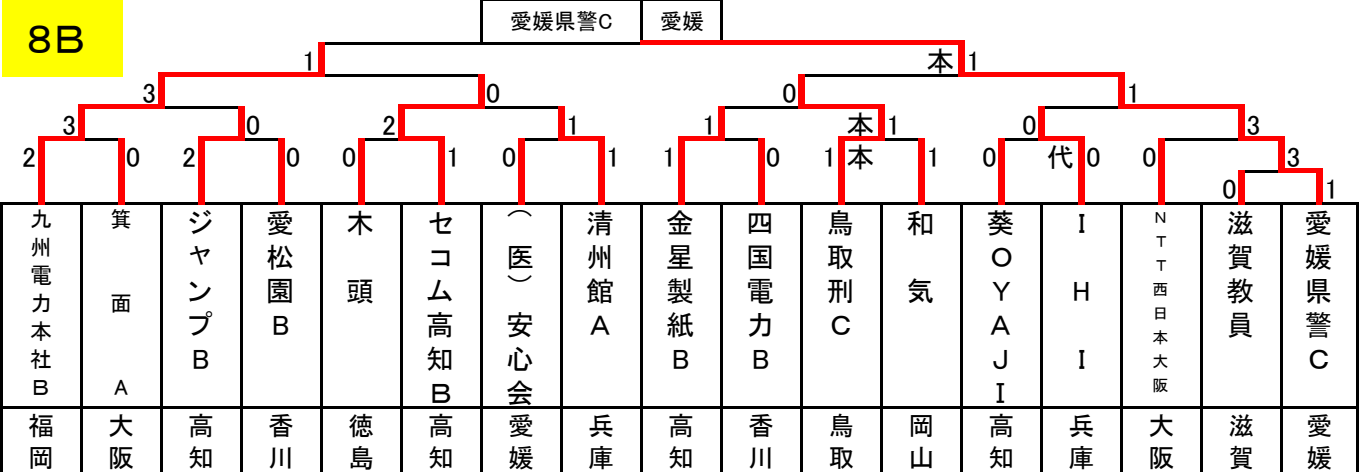 8B
愛媛県警C 愛媛
1 本 1
3 0 0 1
3 0 2 1 1 本 1 0 3
2 0 2 0 0 1 0 1 1 0 1 本 1 0 代 0 0 3
0 1
九州電力本社B
箕面A
ジャンプB
愛松園B
木頭
セコム高知B
（医）安心会
清州館A
金星製紙B
四国電力B
鳥取刑C
和気
葵OYAJI
IHI
NTT西日本大阪
滋賀教員
愛媛県警C
福岡
大阪
高知
香川
徳島
高知
愛媛
兵庫
高知
香川
鳥取
岡山
高知
兵庫
大阪
滋賀
愛媛